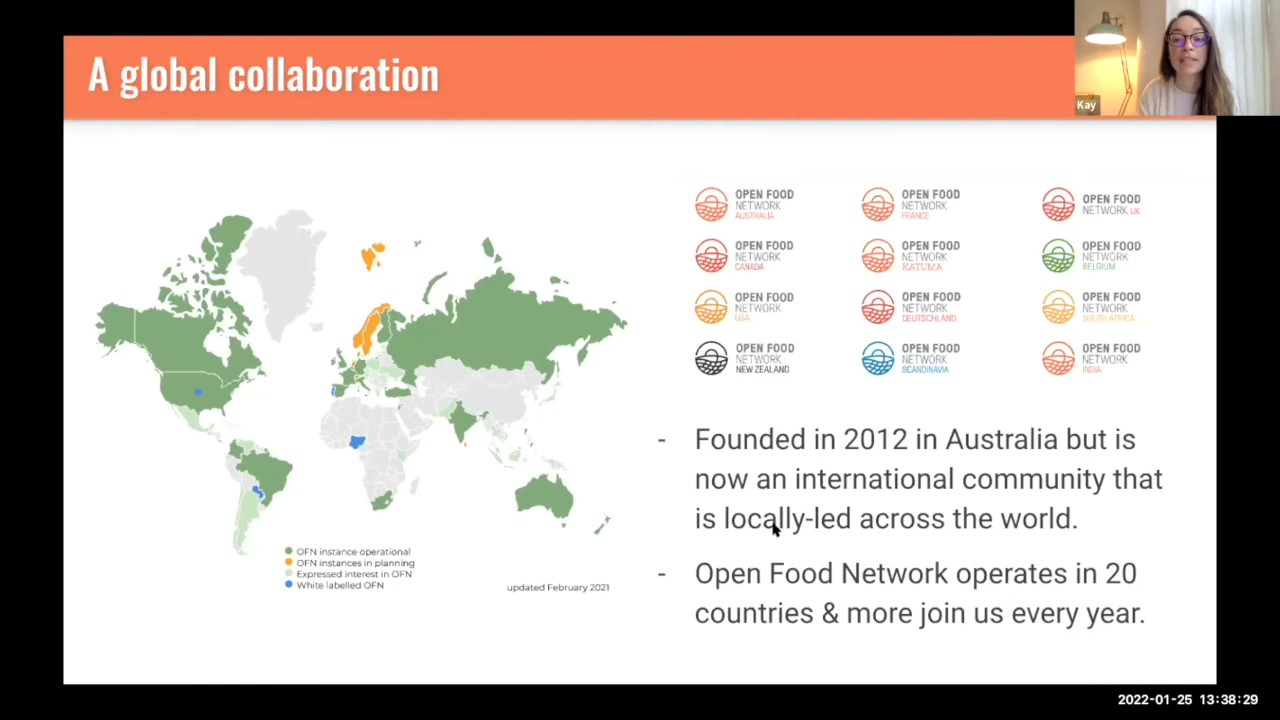 A global collaboration
Kay
OPEN FOOD
NETWORK
AUSTRALIA
OPEN FOOD
NETWORK
FRANCE
OPEN FOOD
NETWORK UK
OPEN FOOD
NETWORK
CANADA
OPEN FOOD
NETWORK
KATUMA
OPEN FOOD
NETWORK
BELGIUM
OPEN FOOD
NETWORK
USA
OPEN FOOD
NETWORK
DEUTSCHLAND
OPEN FOOD
NETWORK
SOUTH AFRICA
OPEN FOOD
NETWORK
NEW ZEALAND
OPEN FOOD
NETWORK
SCANDINAVIA
OPEN FOOD
NETWORK
INDIA
OFN instance operational
OFN instances in planning
Expressed interest in OFN
White labelled OFN
updated February 2021
- Founded in 2012 in Australia but is
now an international community that
is locally-led across the world.
- Open Food Network operates in 20
countries & more join us every year.
2022-01-25 13:38:29